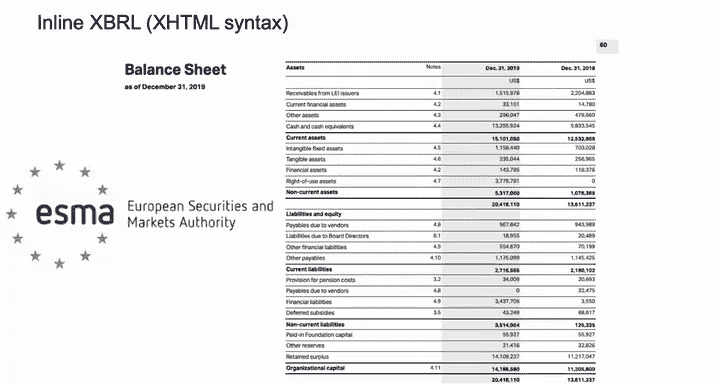 Inline XBRL (XHTML syntax)
60
Balance Sheet
as of December 31, 2019
Assets Notes Dec. 31, 2019 Dec. 31, 2018
US$ US$
Receivables from LEI issuers 4.1 1,515,978 2,204,883
Current financial assets 4.2 33,101 14,780
Other assets 4.3 296,047 479,660
Cash and cash equivalents 4.4 13,255,924 9,833,545
Current assets 15,101,050 12,532,868
Intangible fixed assets 4.5 1,158,440 703,028
Tangible assets 4.6 235,044 256,965
Financial assets 4.2 143,795 118,376
Right-of-use assets 4.7 3,779,781 0
Non-current assets 5,317,060 1,078,369
20,418,110 13,611,237
Liabilities and equity
Payables due to vendors 4.8 967,842 943,989
Liabilities due to Board Directors 6.1 18,955 20,489
Other financial liabilities 4.9 554,670 70,199
Other payables 4.10 1,175,099 1,145,425
Current liabilities 2,716,566 2,180,102
Provision for pension costs 3.2 34,009 20,693
Payables due to vendors 4.8 0 32,475
Financial liabilities 4.9 3,437,706 3,550
Deferred subsidies 3.5 43,249 68,617
Non-current liabilities 3,514,964 125,335
Paid-in Foundation capital 55,927 55,927
Other reserves 21,416 32,826
Retained surplus 14,109,237 11,217,047
Organizational capital 4.11 14,186,580 11,305,800
20,418,110 13,611,237
esma
European Securities and
Markets Authority